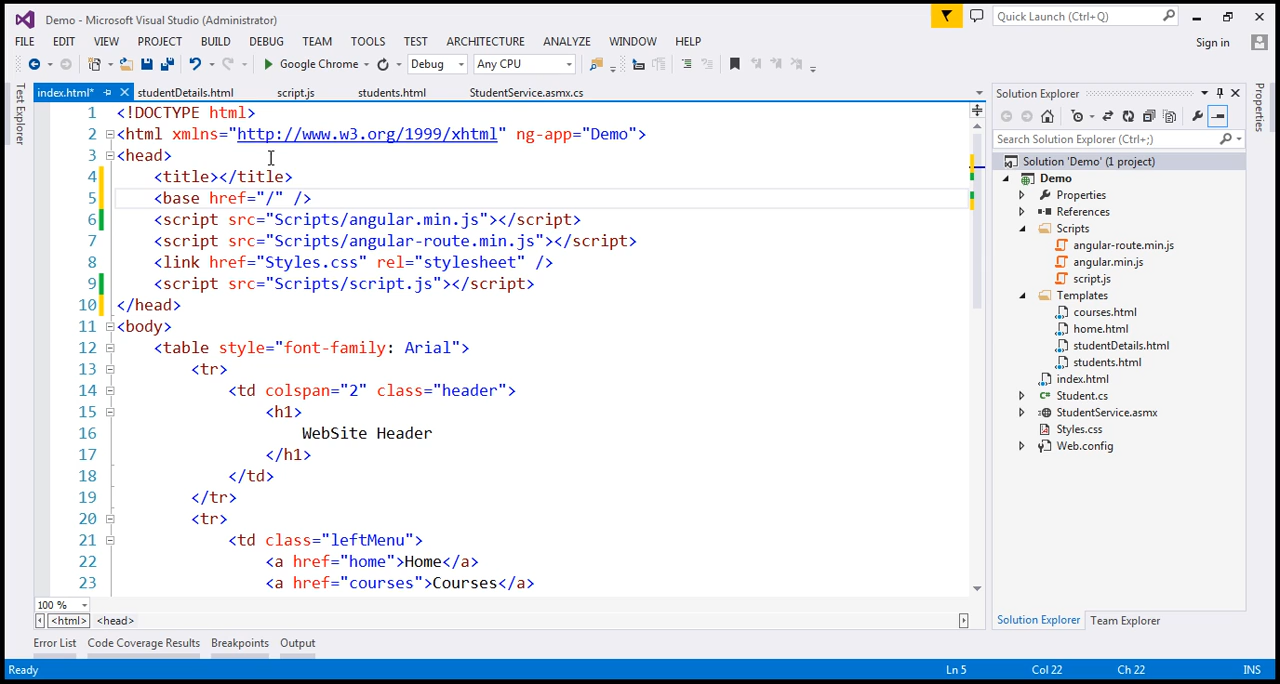 Demo - Microsoft Visual Studio (Administrator)
Quick Launch (Ctrl+Q)
FILE EDIT VIEW PROJECT BUILD DEBUG TEAM TOOLS TEST ARCHITECTURE ANALYZE WINDOW HELP
Sign in
Google Chrome Debug Any CPU
Test Explorer
index.html* studentDetails.html script.js students.html StudentService.asmx.cs
1 <!DOCTYPE html>
2 <html xmlns="http://www.w3.org/1999/xhtml" ng-app="Demo">
3 <head>
4 <title></title>
5 <base href="/" />
6 <script src="Scripts/angular.min.js"></script>
7 <script src="Scripts/angular-route.min.js"></script>
8 <link href="Styles.css" rel="stylesheet" />
9 <script src="Scripts/script.js"></script>
10 </head>
11 <body>
12 <table style="font-family: Arial">
13 <tr>
14 <td colspan="2" class="header">
15 <h1>
16 WebSite Header
17 </h1>
18 </td>
19 </tr>
20 <tr>
21 <td class="leftMenu">
22 <a href="home">Home</a>
23 <a href="courses">Courses</a>
100 %
<html> <head>
Error List Code Coverage Results Breakpoints Output
Solution Explorer
Search Solution Explorer (Ctrl+;)
Solution 'Demo' (1 project)
Demo
Properties
References
Scripts
angular-route.min.js
angular.min.js
script.js
Templates
courses.html
home.html
studentDetails.html
students.html
index.html
Student.cs
StudentService.asmx
Styles.css
Web.config
Solution Explorer Team Explorer
Properties
Ready Ln 5 Col 22 Ch 22 INS